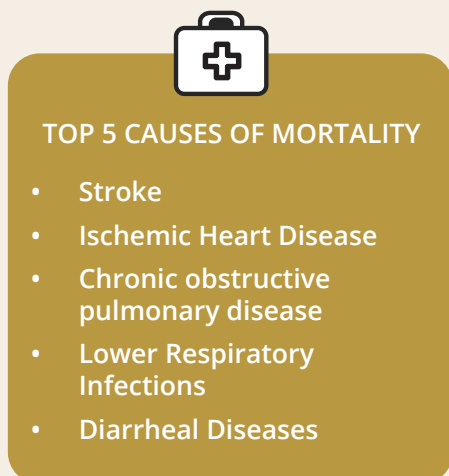 TOP 5 CAUSES OF MORTALITY
• Stroke
• Ischemic Heart Disease
• Chronic obstructive
pulmonary disease
• Lower Respiratory
Infections
• Diarrheal Diseases